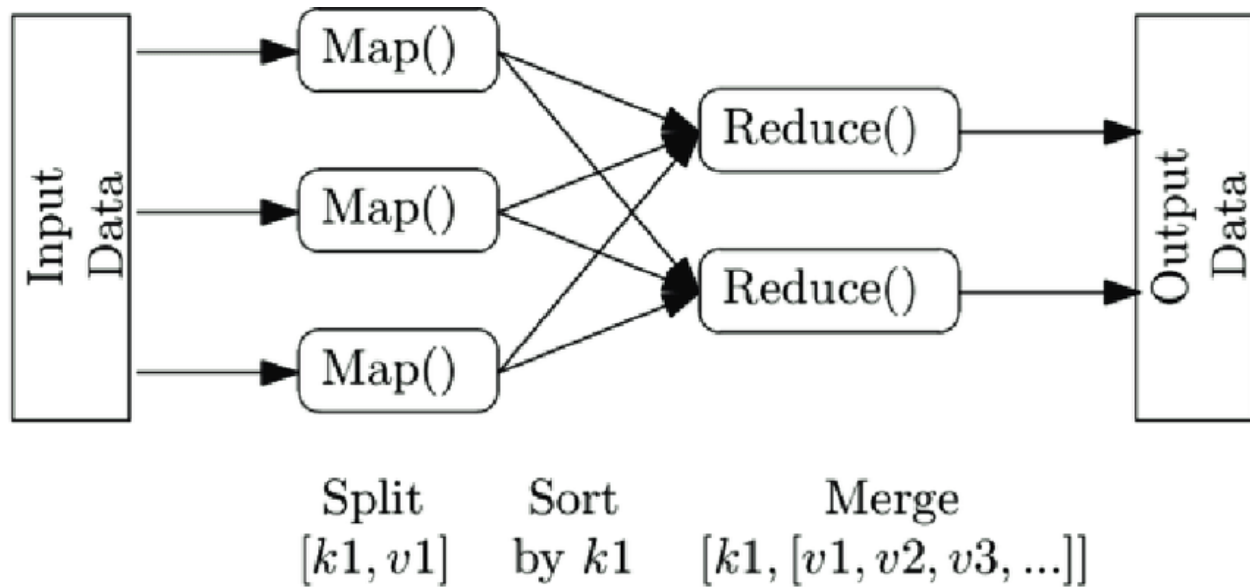 Input
Data
Map()
Map()
Map()
Reduce()
Reduce()
Output
Data
Split
[k1, v1]
Sort
by k1
Merge
[k1, [v1, v2, v3, ...]]